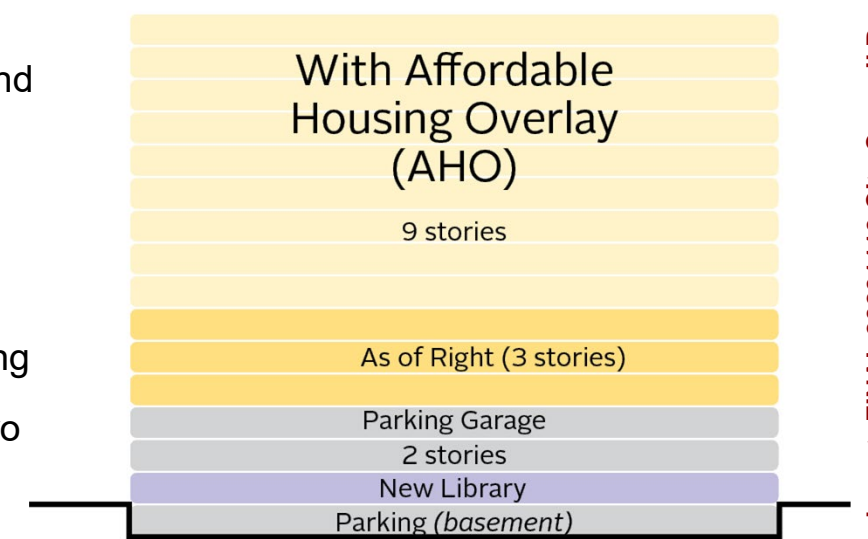 With Affordable
Housing Overlay
(AHO)
9 stories
As of Right (3 stories)
Parking Garage
2 stories
New Library
Parking (basement)